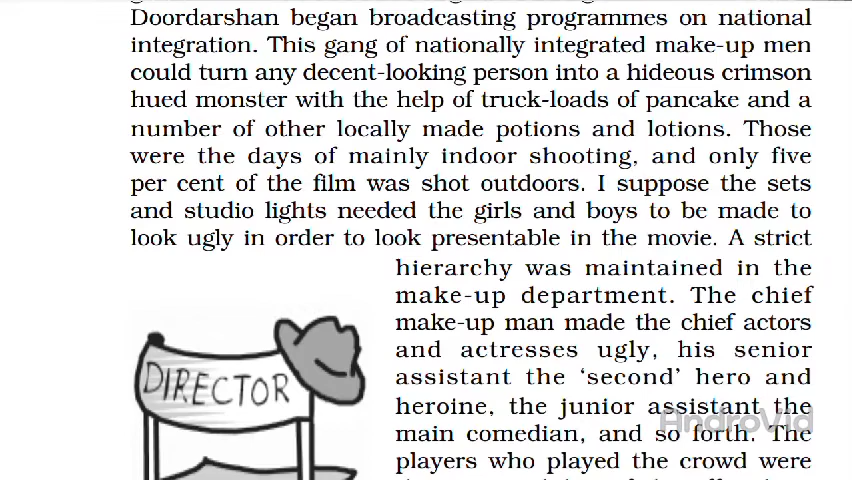 Doordarshan began broadcasting programmes on national
integration. This gang of nationally integrated make-up men
could turn any decent-looking person into a hideous crimson
hued monster with the help of truck-loads of pancake and a
number of other locally made potions and lotions. Those
were the days of mainly indoor shooting, and only five
per cent of the film was shot outdoors. I suppose the sets
and studio lights needed the girls and boys to be made to
look ugly in order to look presentable in the movie. A strict
hierarchy was maintained in the
make-up department. The chief
make-up man made the chief actors
and actresses ugly, his senior
assistant the ‘second’ hero and
heroine, the junior assistant the
main comedian, and so forth. The
players who played the crowd were
DIRECTOR
AndroVid